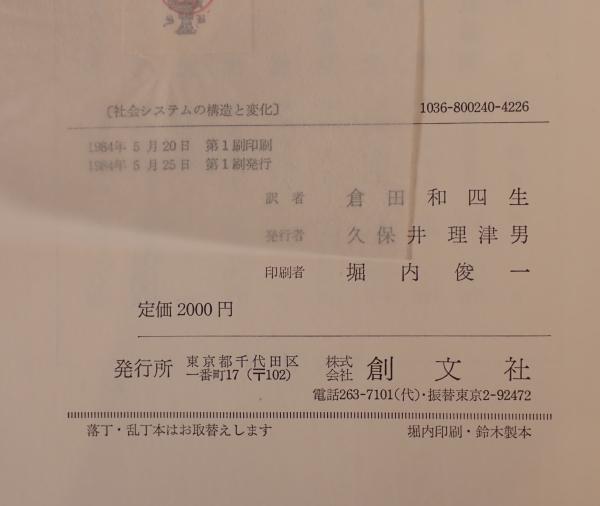 〔社会システムの構造と変化〕 1036-800240-4226
1984年 5月20日 第1刷印刷
1984年 5月25日 第1刷発行
訳者 倉田和四生
発行者 久保井理津男
印刷者 堀内俊一
定価 2000 円
発行所 東京都千代田区一番町17(〒102) 株式会社 創文社
電話263-7101(代)・振替東京2-92472
落丁・乱丁本はお取替えします 堀内印刷・鈴木製本